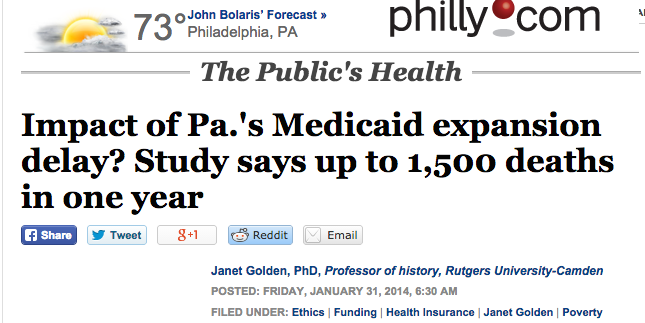 73° John Bolaris' Forecast »
Philadelphia, PA
philly.com
The Public's Health
Impact of Pa.'s Medicaid expansion
delay? Study says up to 1,500 deaths
in one year
f Share
Tweet
g+1
Reddit
Email
Janet Golden, PhD, Professor of history, Rutgers University-Camden
POSTED: FRIDAY, JANUARY 31, 2014, 6:30 AM
FILED UNDER: Ethics | Funding | Health Insurance | Janet Golden | Poverty